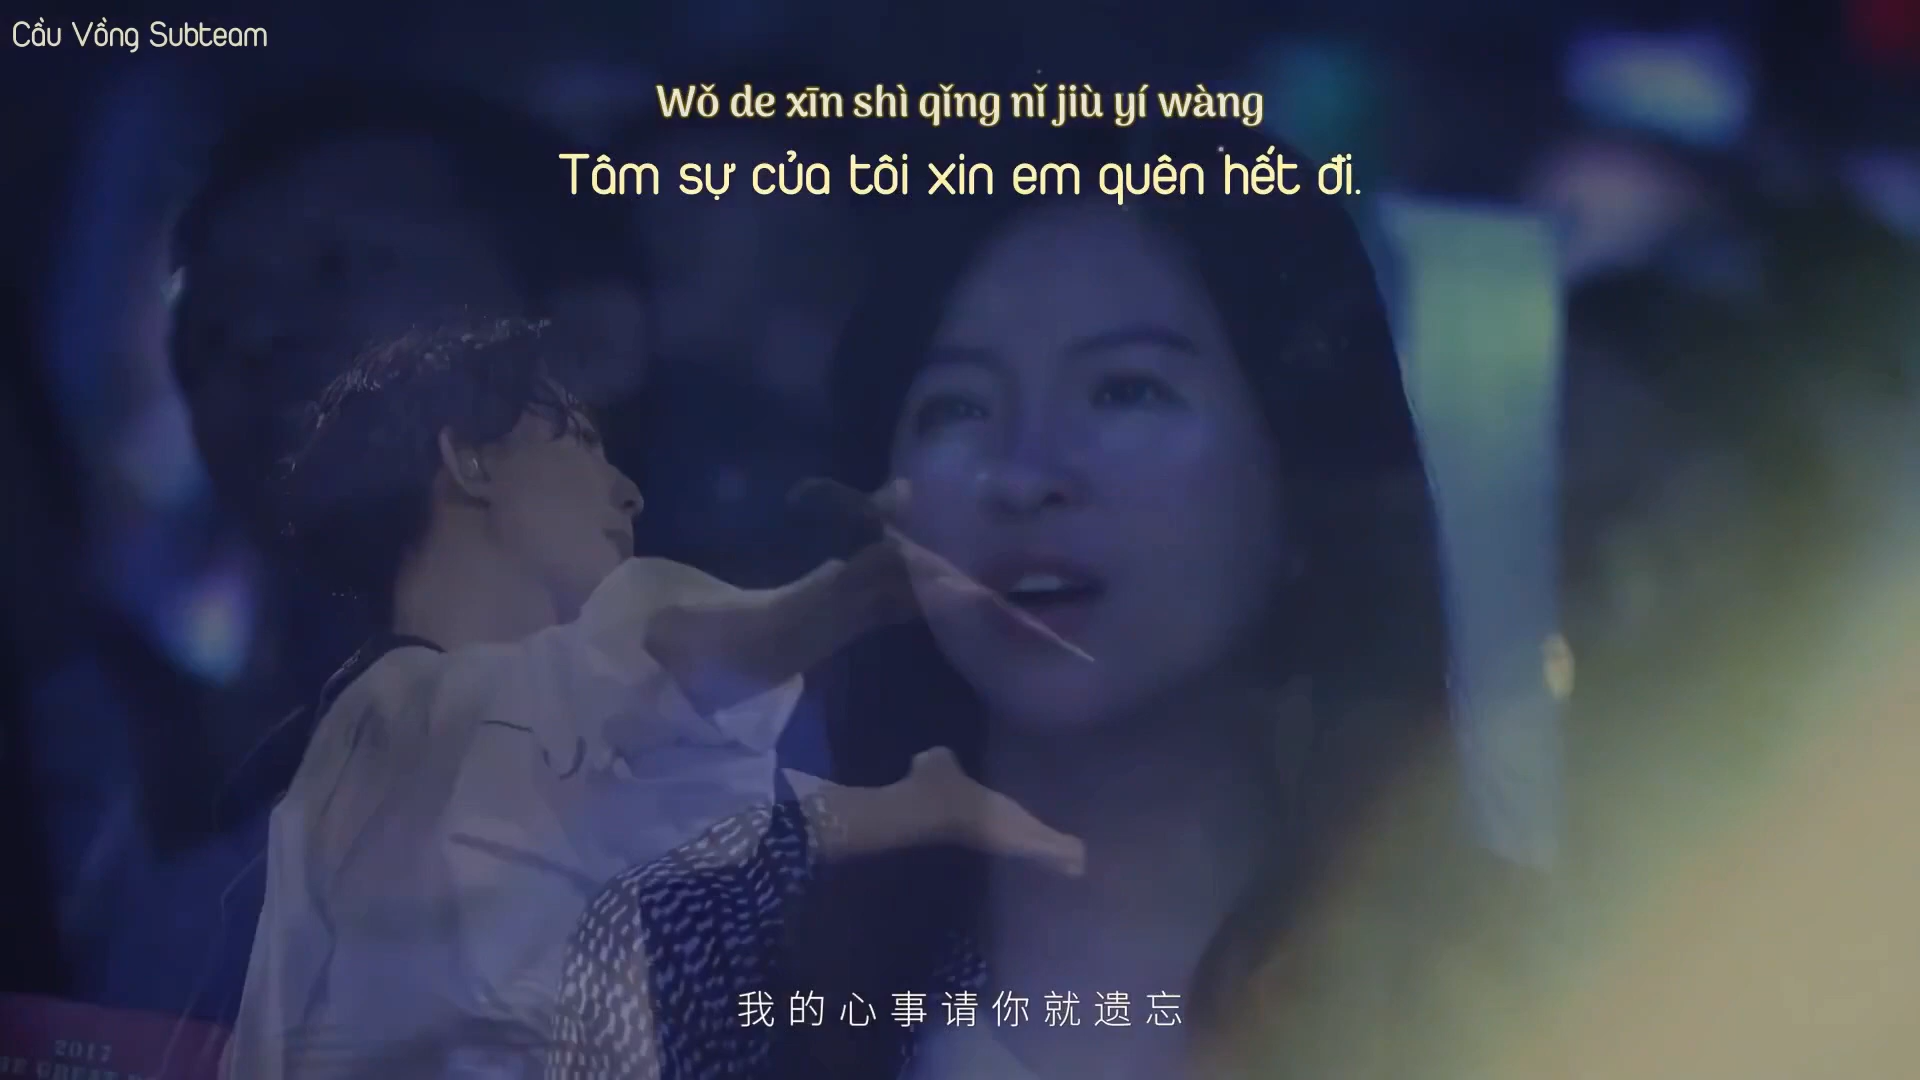 Cầu Vồng Subteam
Wǒ de xīn shì qǐng nǐ jiù yí wàng
Tâm sự của tôi xin em quên hết đi.
我的心事请你就遗忘
2017